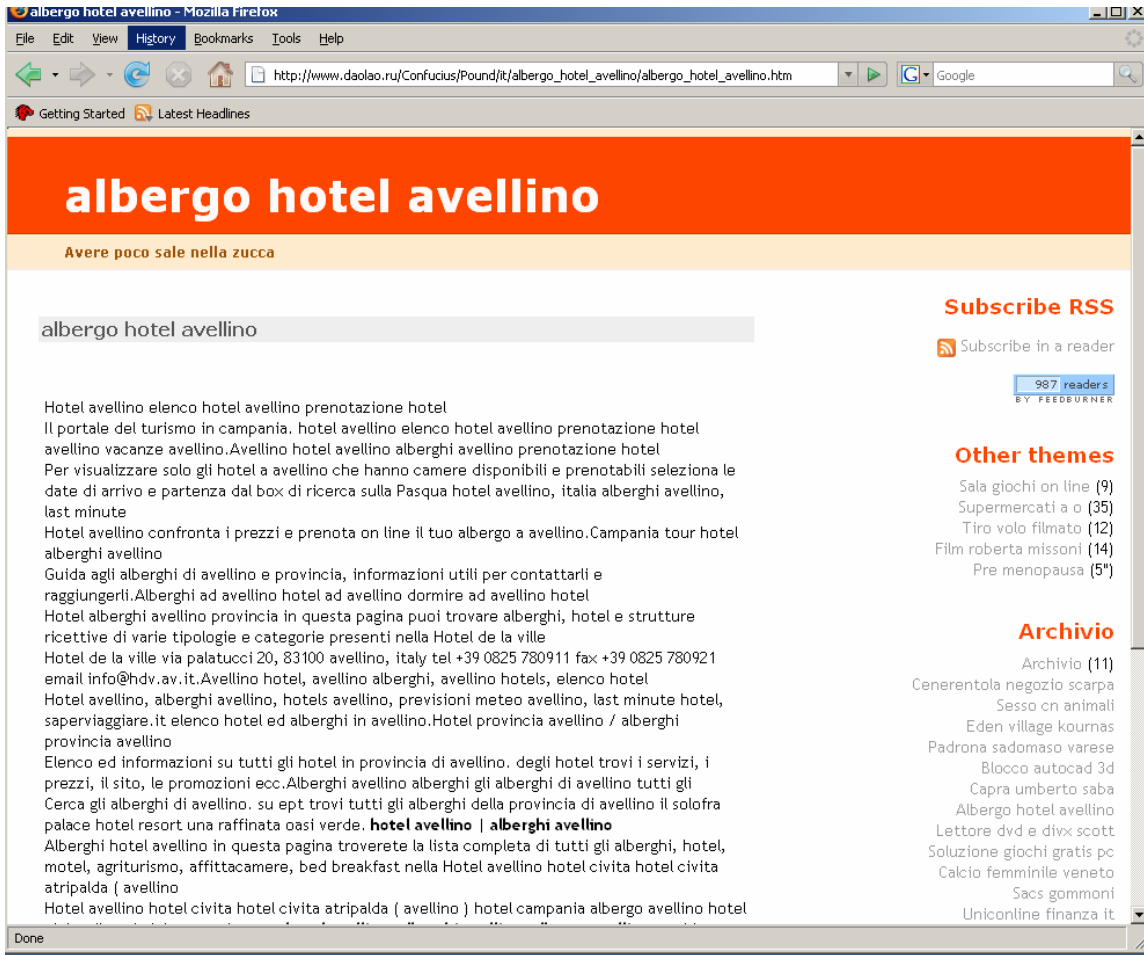 albergo hotel avellino - Mozilla Firefox
File Edit View History Bookmarks Tools Help
http://www.daolao.ru/Confucius/Pound/it/albergo_hotel_avellino/albergo_hotel_avellino.htm
G Google
Getting Started Latest Headlines
albergo hotel avellino
Avere poco sale nella zucca
albergo hotel avellino
Hotel avellino elenco hotel avellino prenotazione hotel
Il portale del turismo in campania. hotel avellino elenco hotel avellino prenotazione hotel
avellino vacanze avellino.Avellino hotel avellino alberghi avellino prenotazione hotel
Per visualizzare solo gli hotel a avellino che hanno camere disponibili e prenotabili seleziona le
date di arrivo e partenza dal box di ricerca sulla Pasqua hotel avellino, italia alberghi avellino,
last minute
Hotel avellino confronta i prezzi e prenota on line il tuo albergo a avellino.Campania tour hotel
alberghi avellino
Guida agli alberghi di avellino e provincia, informazioni utili per contattarli e
raggiungerli.Alberghi ad avellino hotel ad avellino dormire ad avellino hotel
Hotel alberghi avellino provincia in questa pagina puoi trovare alberghi, hotel e strutture
ricettive di varie tipologie e categorie presenti nella Hotel de la ville
Hotel de la ville via palatucci 20, 83100 avellino, italy tel +39 0825 780911 fax +39 0825 780921
email info@hdv.av.it.Avellino hotel, avellino alberghi, avellino hotels, elenco hotel
Hotel avellino, alberghi avellino, hotels avellino, previsioni meteo avellino, last minute hotel,
saperviaggiare.it elenco hotel ed alberghi in avellino.Hotel provincia avellino / alberghi
provincia avellino
Elenco ed informazioni su tutti gli hotel in provincia di avellino. degli hotel trovi i servizi, i
prezzi, il sito, le promozioni ecc.Alberghi avellino alberghi gli alberghi di avellino tutti gli
Cerca gli alberghi di avellino. su ept trovi tutti gli alberghi della provincia di avellino il solofra
palace hotel resort una raffinata oasi verde. hotel avellino | alberghi avellino
Alberghi hotel avellino in questa pagina troverete la lista completa di tutti gli alberghi, hotel,
motel, agriturismo, affittacamere, bed breakfast nella Hotel avellino hotel civita hotel civita
atripalda ( avellino
Hotel avellino hotel civita hotel civita atripalda ( avellino ) hotel campania albergo avellino hotel
Subscribe RSS
Subscribe in a reader
987 readers
BY FEEDBURNER
Other themes
Sala giochi on line (9)
Supermercati a o (35)
Tiro volo filmato (12)
Film roberta missoni (14)
Pre menopausa (5")
Archivio
Archivio (11)
Cenerentola negozio scarpa
Sesso cn animali
Eden village kournas
Padrona sadomaso varese
Blocco autocad 3d
Capra umberto saba
Albergo hotel avellino
Lettore dvd e divx scott
Soluzione giochi gratis pc
Calcio femminile veneto
Sacs gommoni
Uniconline finanza it
Done